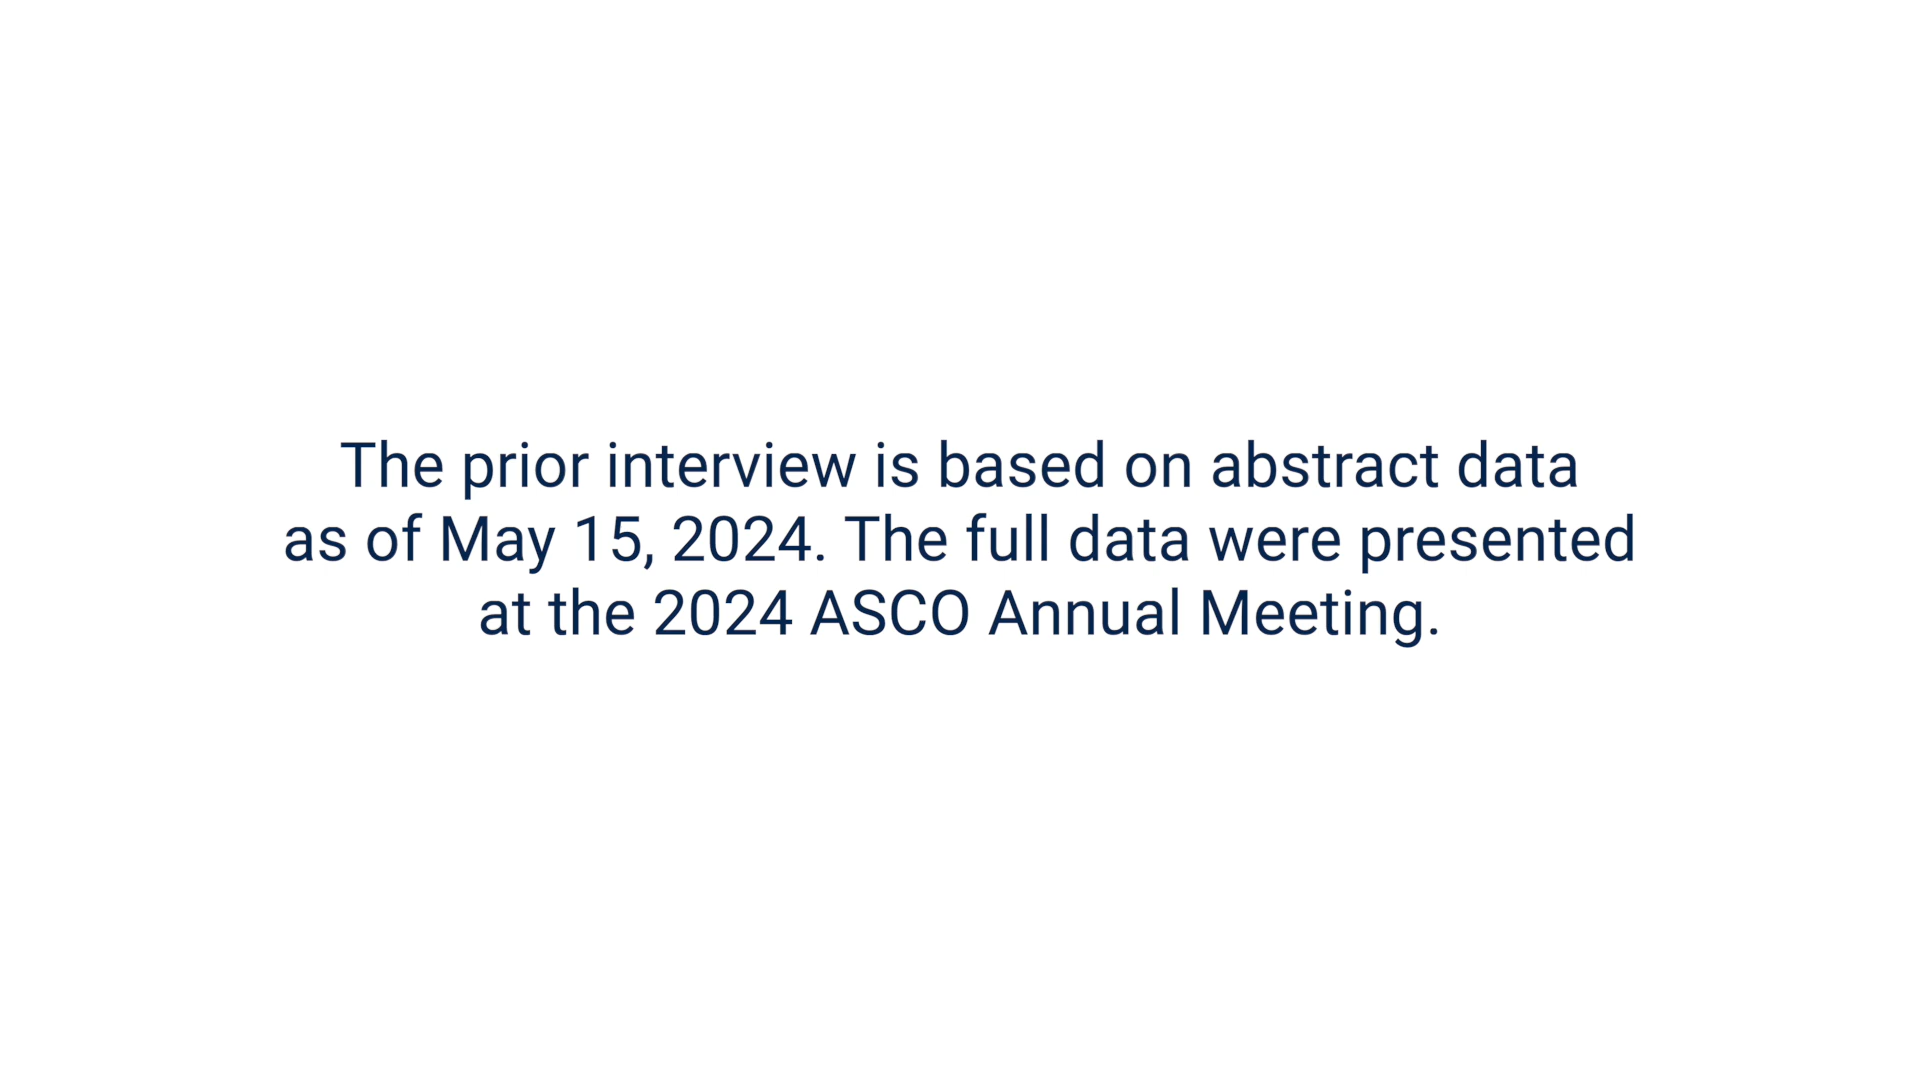 The prior interview is based on abstract data
as of May 15, 2024. The full data were presented
at the 2024 ASCO Annual Meeting.